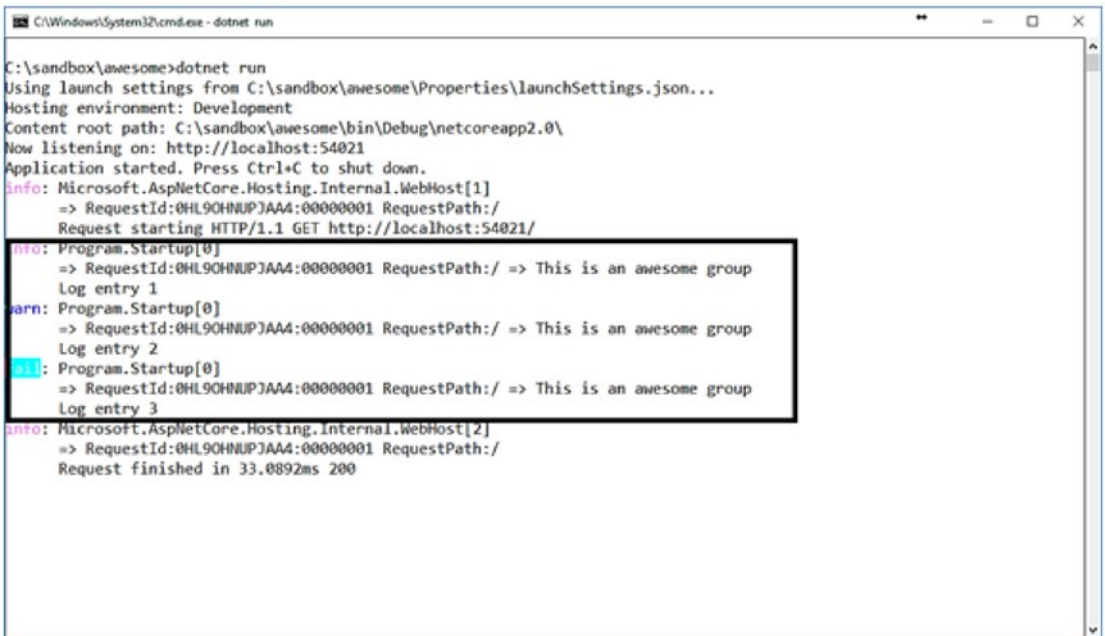 C:\Windows\System32\cmd.exe - dotnet run
C:\sandbox\awesome>dotnet run
Using launch settings from C:\sandbox\awesome\Properties\launchSettings.json...
Hosting environment: Development
Content root path: C:\sandbox\awesome\bin\Debug\netcoreapp2.0\
Now listening on: http://localhost:54021
Application started. Press Ctrl+C to shut down.
info: Microsoft.AspNetCore.Hosting.Internal.WebHost[1]
=> RequestId:0HL9OHNUPJAA4:00000001 RequestPath:/
Request starting HTTP/1.1 GET http://localhost:54021/
info: Program.Startup[0]
=> RequestId:0HL9OHNUPJAA4:00000001 RequestPath:/ => This is an awesome group
Log entry 1
warn: Program.Startup[0]
=> RequestId:0HL9OHNUPJAA4:00000001 RequestPath:/ => This is an awesome group
Log entry 2
fail: Program.Startup[0]
=> RequestId:0HL9OHNUPJAA4:00000001 RequestPath:/ => This is an awesome group
Log entry 3
info: Microsoft.AspNetCore.Hosting.Internal.WebHost[2]
=> RequestId:0HL9OHNUPJAA4:00000001 RequestPath:/
Request finished in 33.0892ms 200